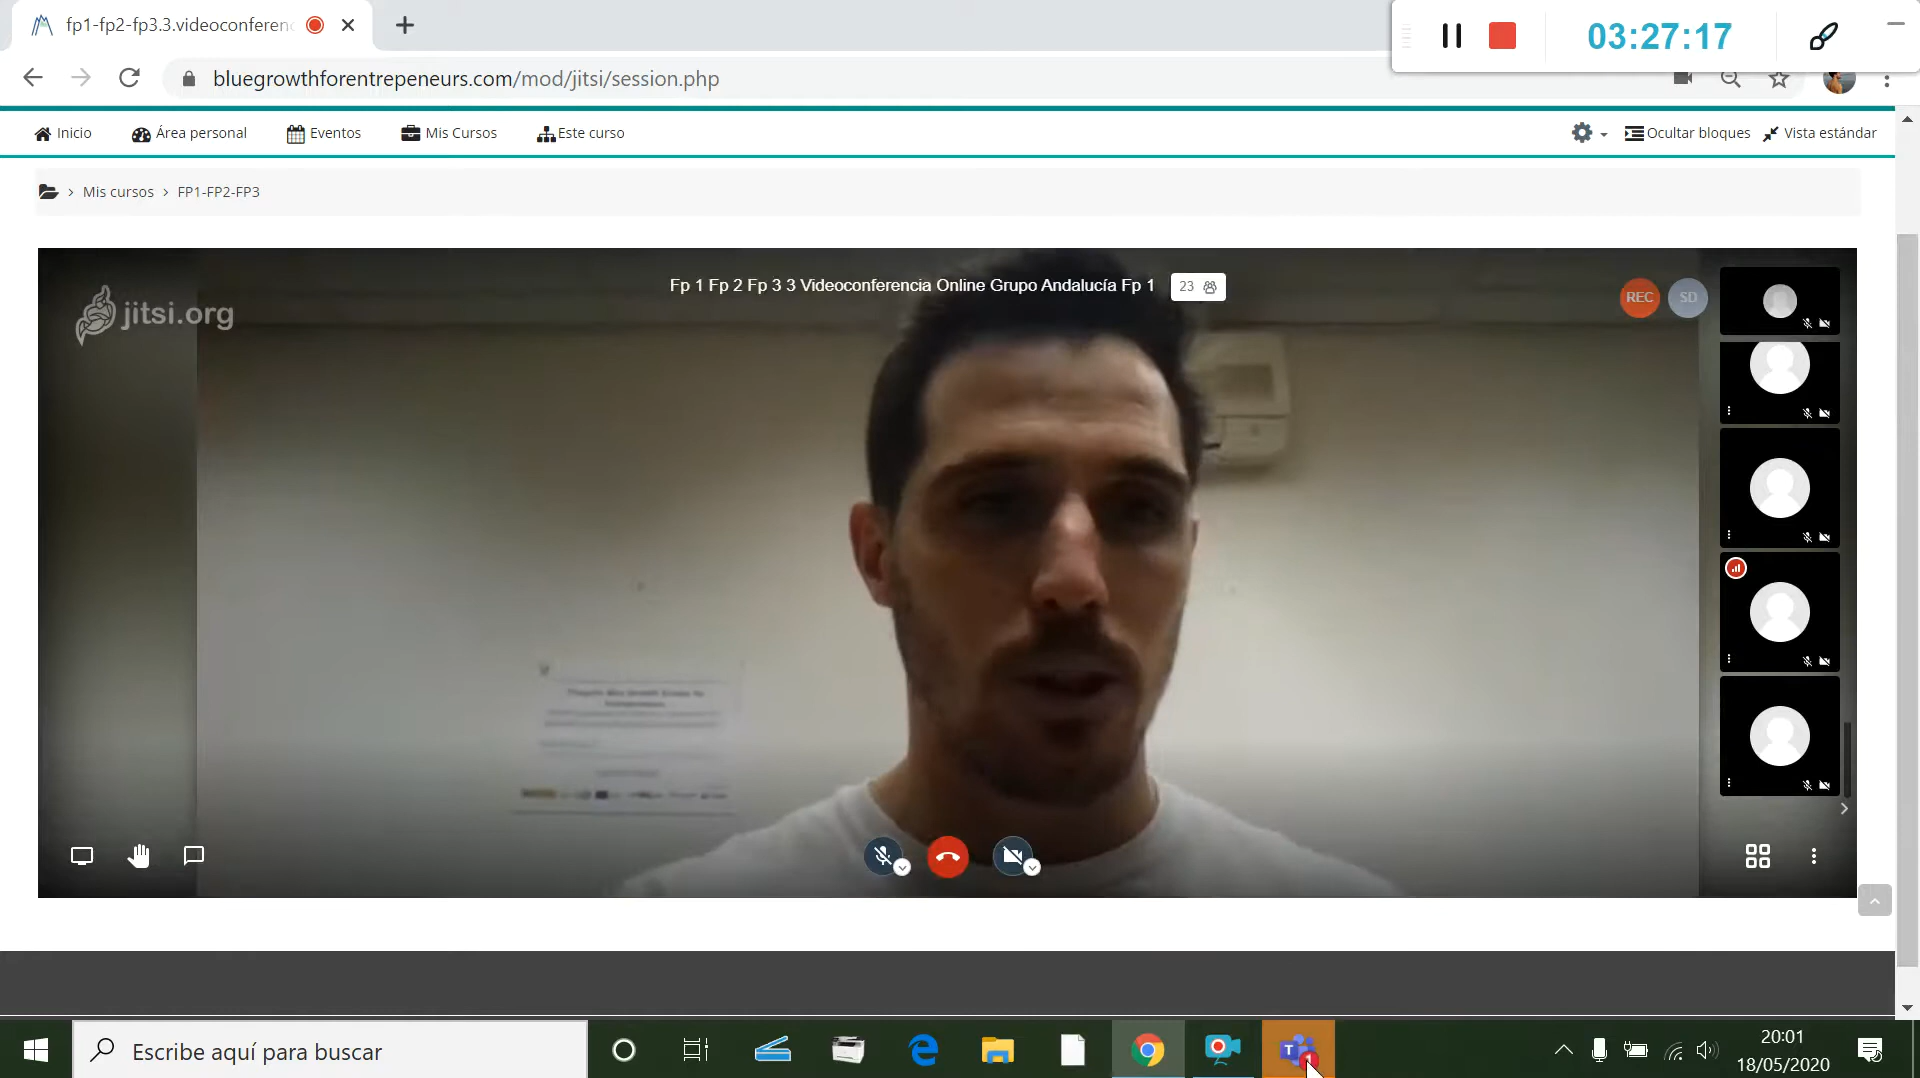 fp1-fp2-fp3.3.videoconferenc
03:27:17
bluegrowthforentrepeneurs.com/mod/jitsi/session.php
Inicio
Área personal
Eventos
Mis Cursos
Este curso
Ocultar bloques
Vista estándar
Mis cursos
FP1-FP2-FP3
jitsi.org
Fp 1 Fp 2 Fp 3 3 Videoconferencia Online Grupo Andalucía Fp 1
23
REC
SD
Escribe aquí para buscar
20:01
18/05/2020